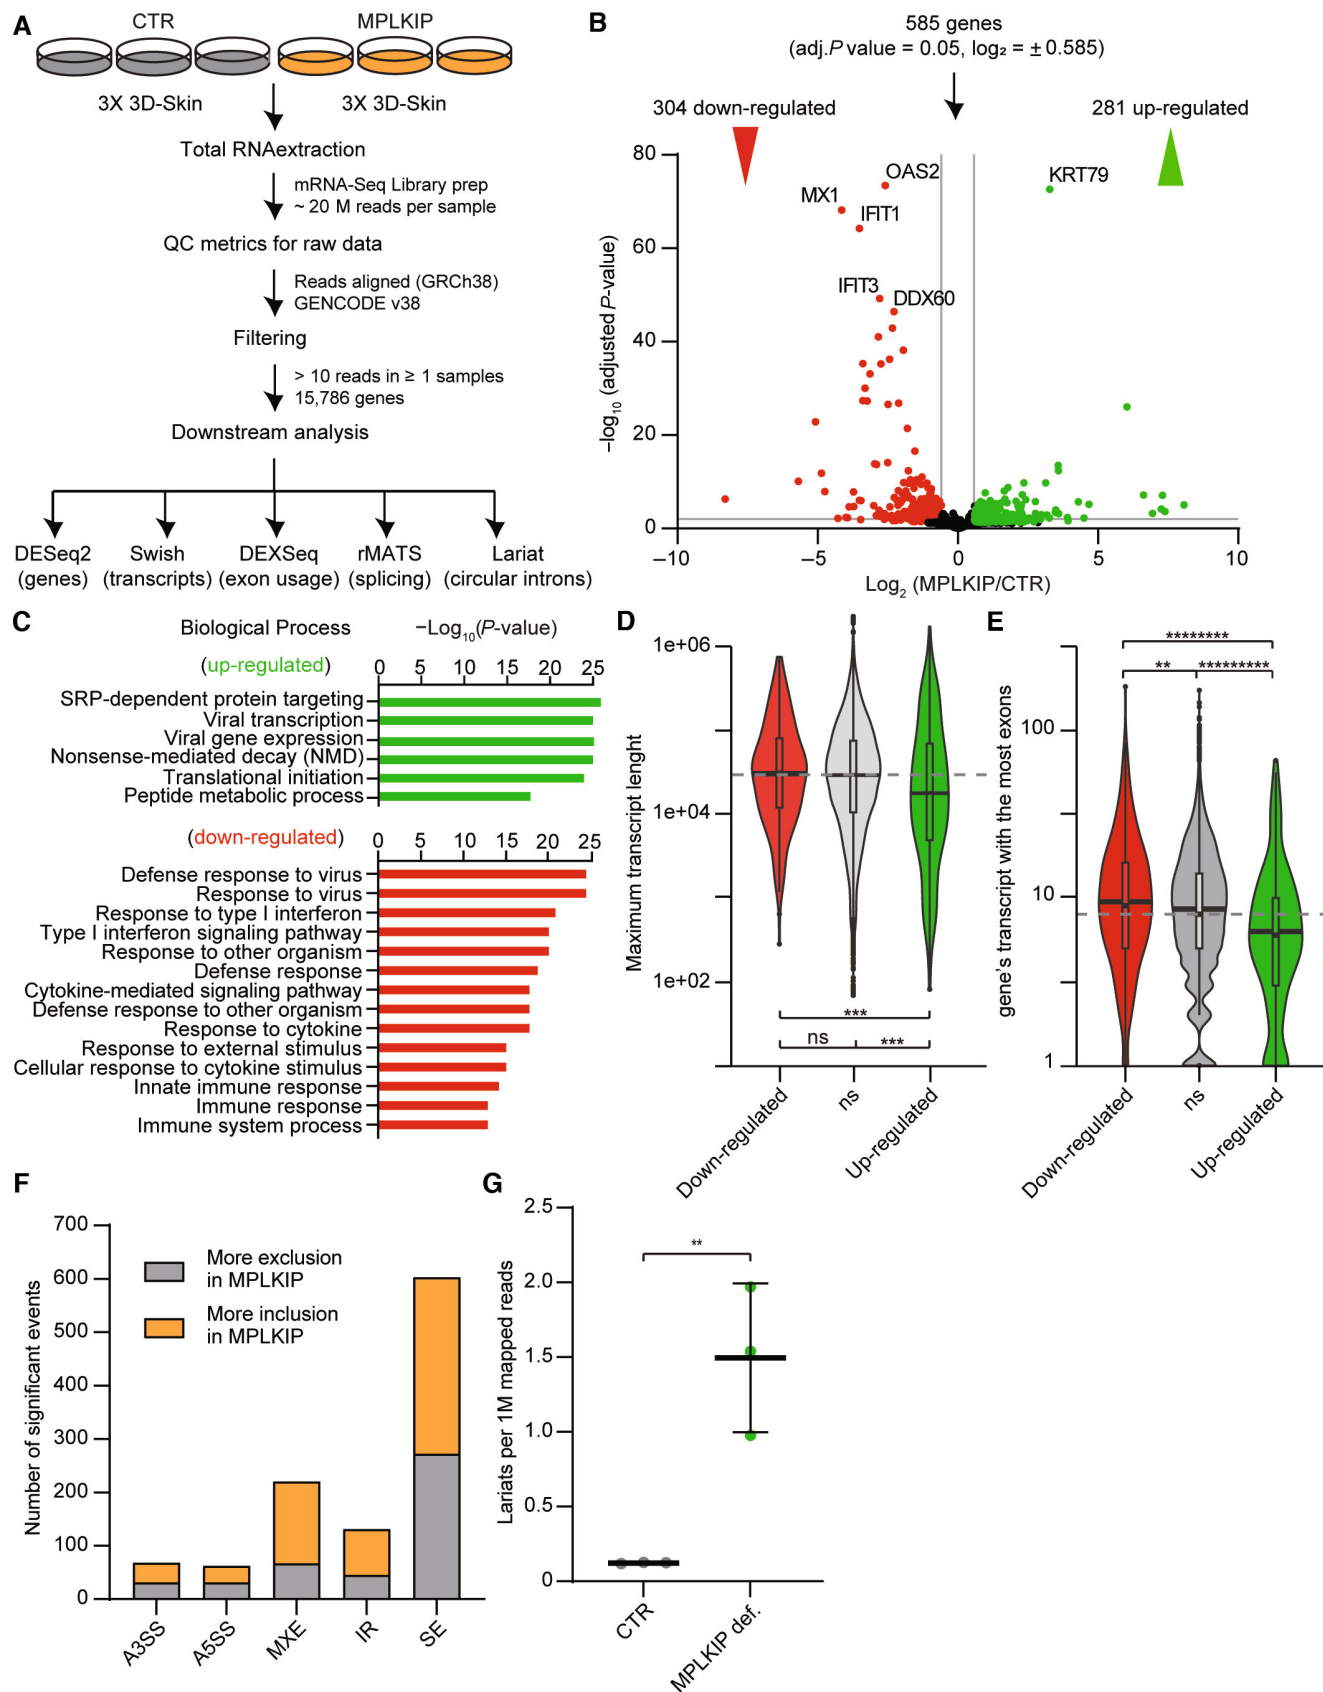 A
CTR
MPLKIP
3X 3D-Skin
3X 3D-Skin
Total RNAextraction
mRNA-Seq Library prep
~ 20 M reads per sample
QC metrics for raw data
Reads aligned (GRCh38)
GENCODE v38
Filtering
> 10 reads in ≥ 1 samples
15,786 genes
Downstream analysis
DESeq2
(genes)
Swish
(transcripts)
DEXSeq
(exon usage)
rMATS
(splicing)
Lariat
(circular introns)
B
585 genes
(adj.P value = 0.05, log₂ = ± 0.585)
304 down-regulated
281 up-regulated
80
60
40
20
0
−log₁₀ (adjusted P-value)
OAS2
MX1
IFIT1
IFIT3
DDX60
KRT79
−10
−5
0
5
10
Log₂ (MPLKIP/CTR)
C
Biological Process
−Log₁₀(P-value)
(up-regulated)
0 5 10 15 20 25
SRP-dependent protein targeting
Viral transcription
Viral gene expression
Nonsense-mediated decay (NMD)
Translational initiation
Peptide metabolic process
(down-regulated)
0 5 10 15 20 25
Defense response to virus
Response to virus
Response to type I interferon
Type I interferon signaling pathway
Response to other organism
Defense response
Cytokine-mediated signaling pathway
Defense response to other organism
Response to cytokine
Response to external stimulus
Cellular response to cytokine stimulus
Innate immune response
Immune response
Immune system process
D
1e+06
1e+04
1e+02
Maximum transcript lenght
***
ns
***
Down-regulated
ns
Up-regulated
E
100
10
1
gene's transcript with the most exons
********
**
*********
Down-regulated
ns
Up-regulated
F
700
600
500
400
300
200
100
0
Number of significant events
More exclusion
in MPLKIP
More inclusion
in MPLKIP
A3SS
A5SS
MXE
IR
SE
G
2.5
2.0
1.5
1.0
0.5
0
Lariats per 1M mapped reads
**
CTR
MPLKIP def.